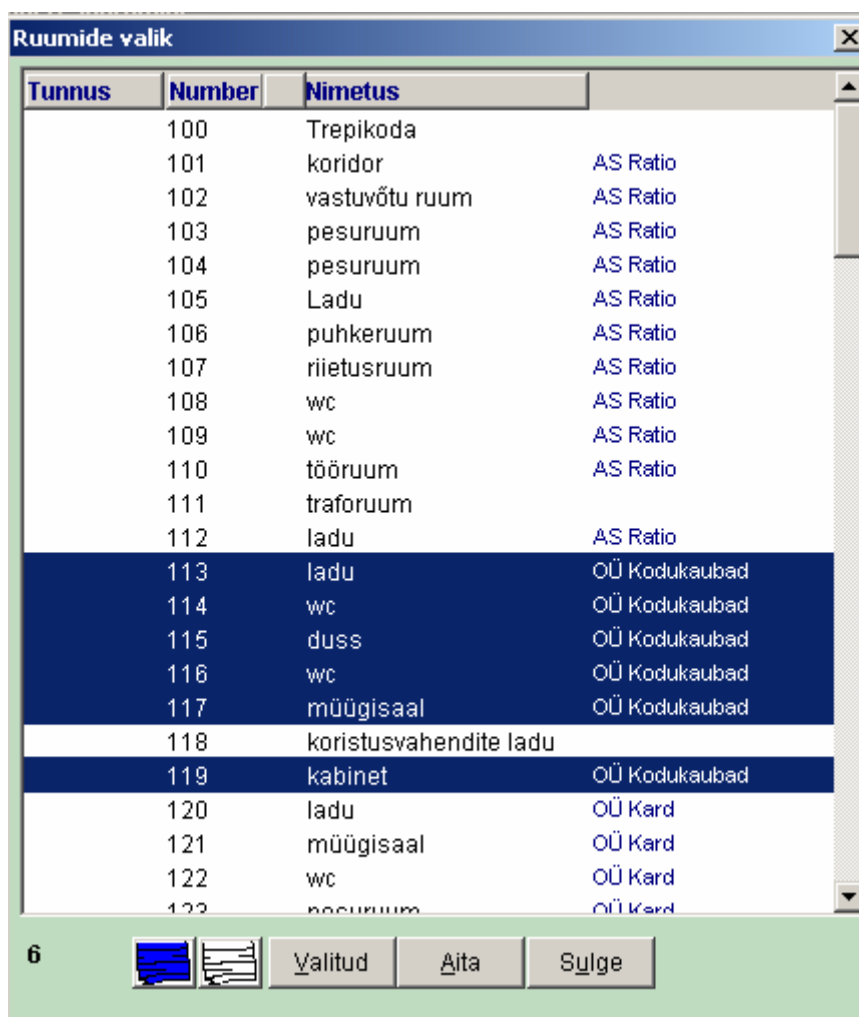 Ruumide valik
Tunnus Number Nimetus
100 Trepikoda
101 koridor AS Ratio
102 vastuvõtu ruum AS Ratio
103 pesuruum AS Ratio
104 pesuruum AS Ratio
105 Ladu AS Ratio
106 puhkeruum AS Ratio
107 riietusruum AS Ratio
108 wc AS Ratio
109 wc AS Ratio
110 tööruum AS Ratio
111 traforuum
112 ladu AS Ratio
113 ladu OÜ Kodukaubad
114 wc OÜ Kodukaubad
115 duss OÜ Kodukaubad
116 wc OÜ Kodukaubad
117 müügisaal OÜ Kodukaubad
118 koristusvahendite ladu
119 kabinet OÜ Kodukaubad
120 ladu OÜ Kard
121 müügisaal OÜ Kard
122 wc OÜ Kard
123 pesuruum OÜ Kard
6 Valitud Aita Sulge